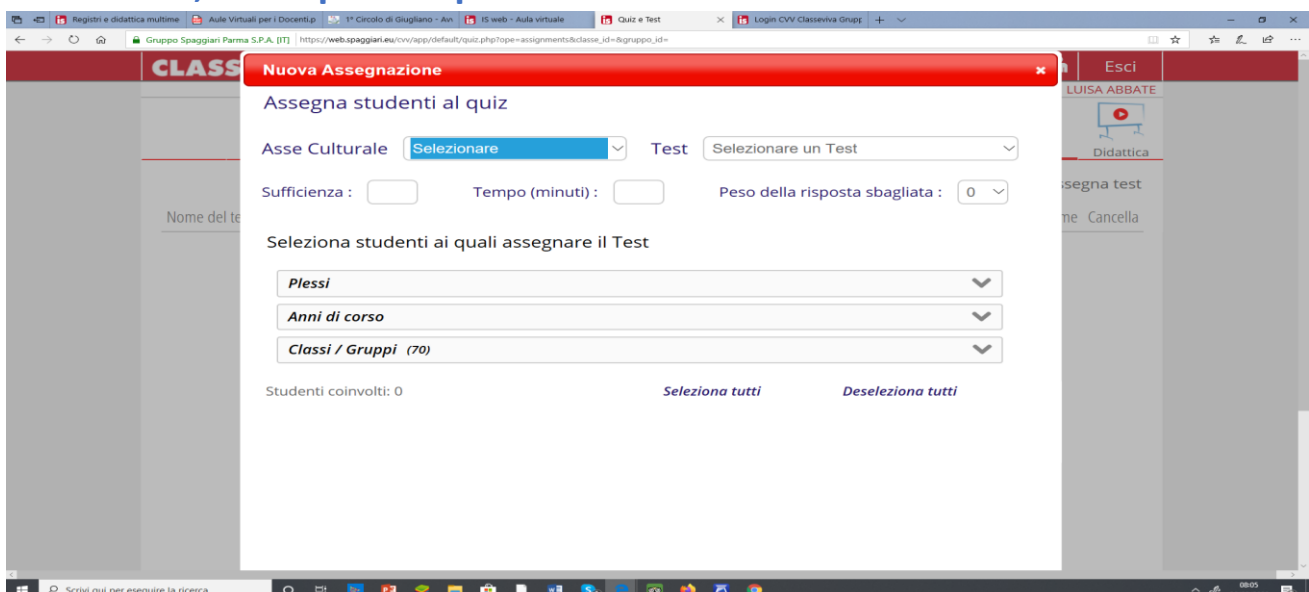 Registri e didattica multime
Aule Virtuali per i Docenti.p
1° Circolo di Giugliano - Avv
IS web - Aula virtuale
Quiz e Test
Login CVV Classeviva Grupp
Gruppo Spaggiari Parma S.P.A. [IT] https://web.spaggiari.eu/cvv/app/default/quiz.php?ope=assignments&classe_id=&gruppo_id=
CLASS
Nuova Assegnazione
Esci
LUISA ABBATE
Assegna studenti al quiz
Asse Culturale Selezionare Test Selezionare un Test
Didattica
Sufficienza : Tempo (minuti) : Peso della risposta sbagliata : 0
segna test
Nome del te
me Cancella
Seleziona studenti ai quali assegnare il Test
Plessi
Anni di corso
Classi / Gruppi (70)
Studenti coinvolti: 0 Seleziona tutti Deseleziona tutti
Scrivi qui per eseguire la ricerca
08:05